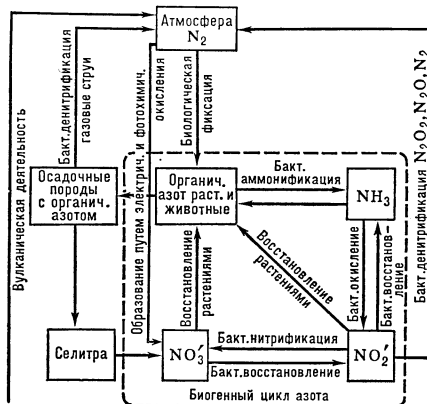 Атмосфера
N₂
Вулканическая деятельность
Бакт. денитрификация
газовые струи
Образование путем электрич. и фотохимич.
окисления
Биологическая
фиксация
Бакт. денитрификация N₂O₂, N₂O, N₂
Осадочные
породы
с органич.
азотом
Органич.
азот раст. и
животные
Бакт.
аммонификация
NH₃
Восстановление
растениями
Восстановление
растениями
Бакт. окисление
Бакт. восстанов-
ление
Селитра
NO₃′
Бакт. нитрификация
Бакт. восстановление
NO₂′
Биогенный цикл азота